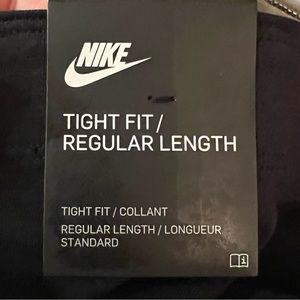 NIKE
TIGHT FIT /
REGULAR LENGTH
TIGHT FIT / COLLANT
REGULAR LENGTH / LONGUEUR
STANDARD